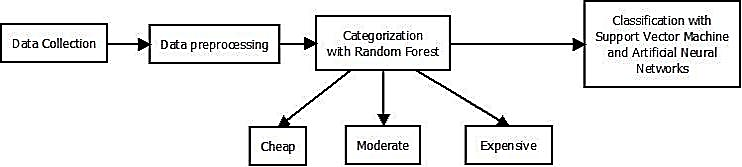 Data Collection
Data preprocessing
Categorization
with Random Forest
Classification with
Support Vector Machine
and Artificial Neural
Networks
Cheap
Moderate
Expensive